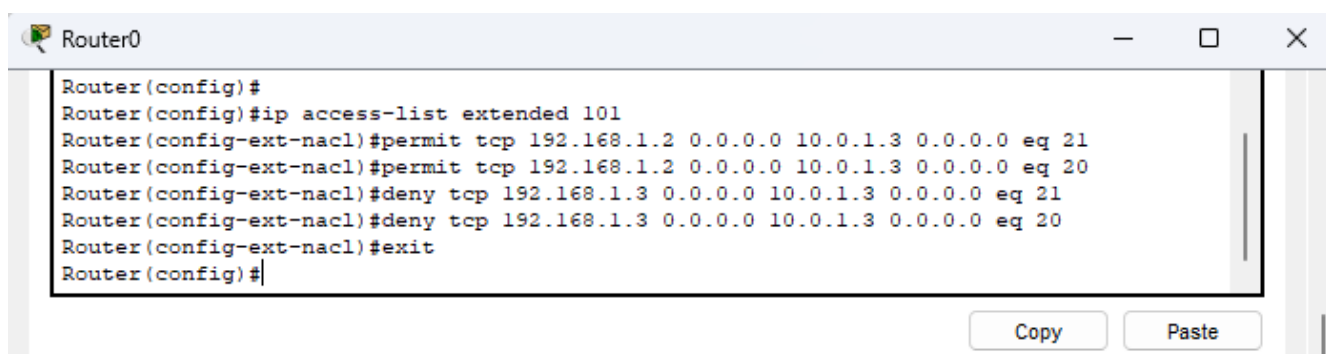 Router0
Router(config)#
Router(config)#ip access-list extended 101
Router(config-ext-nacl)#permit tcp 192.168.1.2 0.0.0.0 10.0.1.3 0.0.0.0 eq 21
Router(config-ext-nacl)#permit tcp 192.168.1.2 0.0.0.0 10.0.1.3 0.0.0.0 eq 20
Router(config-ext-nacl)#deny tcp 192.168.1.3 0.0.0.0 10.0.1.3 0.0.0.0 eq 21
Router(config-ext-nacl)#deny tcp 192.168.1.3 0.0.0.0 10.0.1.3 0.0.0.0 eq 20
Router(config-ext-nacl)#exit
Router(config)#
Copy Paste